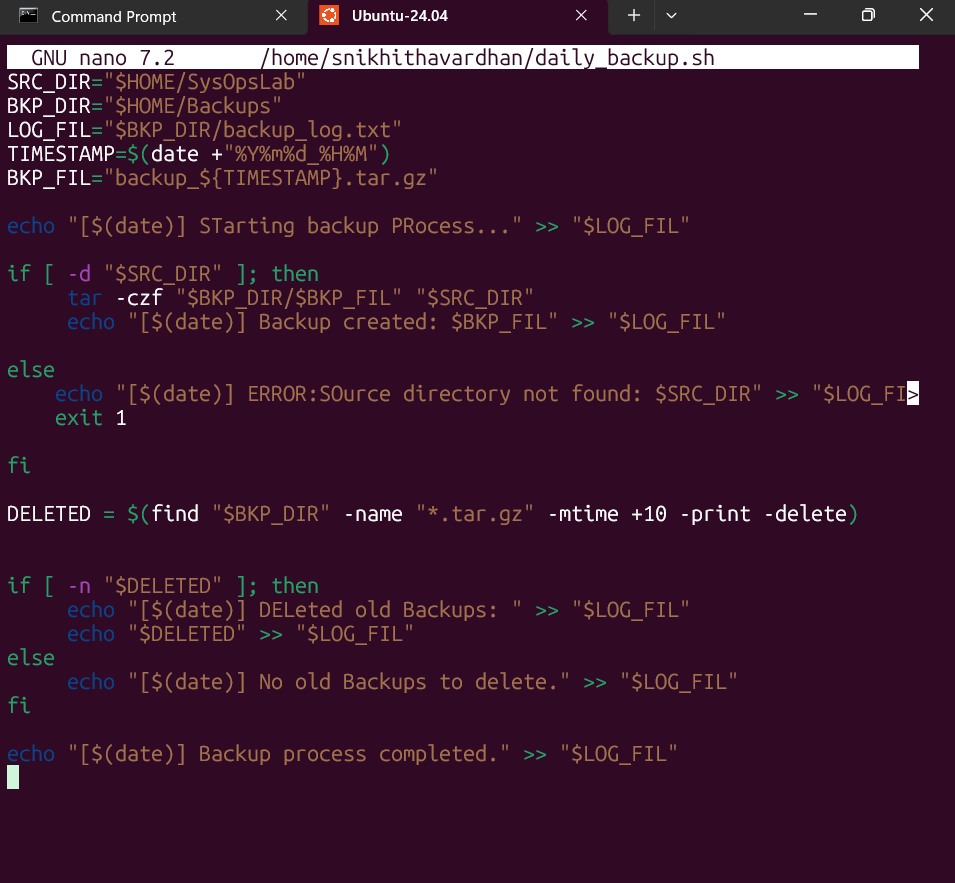 Command Prompt
Ubuntu-24.04
GNU nano 7.2 /home/snikhithavardhan/daily_backup.sh
SRC_DIR="$HOME/SysOpsLab"
BKP_DIR="$HOME/Backups"
LOG_FIL="$BKP_DIR/backup_log.txt"
TIMESTAMP=$(date +"%Y%m%d_%H%M")
BKP_FIL="backup_${TIMESTAMP}.tar.gz"
echo "[$(date)] STarting backup PRocess..." >> "$LOG_FIL"
if [ -d "$SRC_DIR" ]; then
tar -czf "$BKP_DIR/$BKP_FIL" "$SRC_DIR"
echo "[$(date)] Backup created: $BKP_FIL" >> "$LOG_FIL"
else
echo "[$(date)] ERROR:SOurce directory not found: $SRC_DIR" >> "$LOG_FI>
exit 1
fi
DELETED = $(find "$BKP_DIR" -name "*.tar.gz" -mtime +10 -print -delete)
if [ -n "$DELETED" ]; then
echo "[$(date)] DELeted old Backups: " >> "$LOG_FIL"
echo "$DELETED" >> "$LOG_FIL"
else
echo "[$(date)] No old Backups to delete." >> "$LOG_FIL"
fi
echo "[$(date)] Backup process completed." >> "$LOG_FIL"